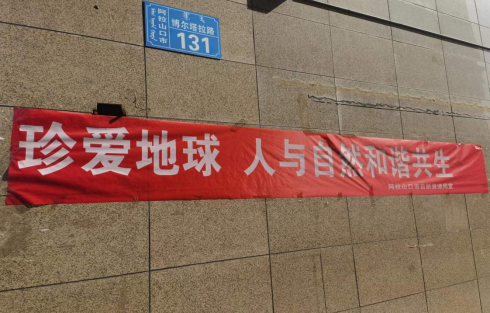 阿拉山口市
博尔塔拉路
131
珍爱地球 人与自然和谐共生